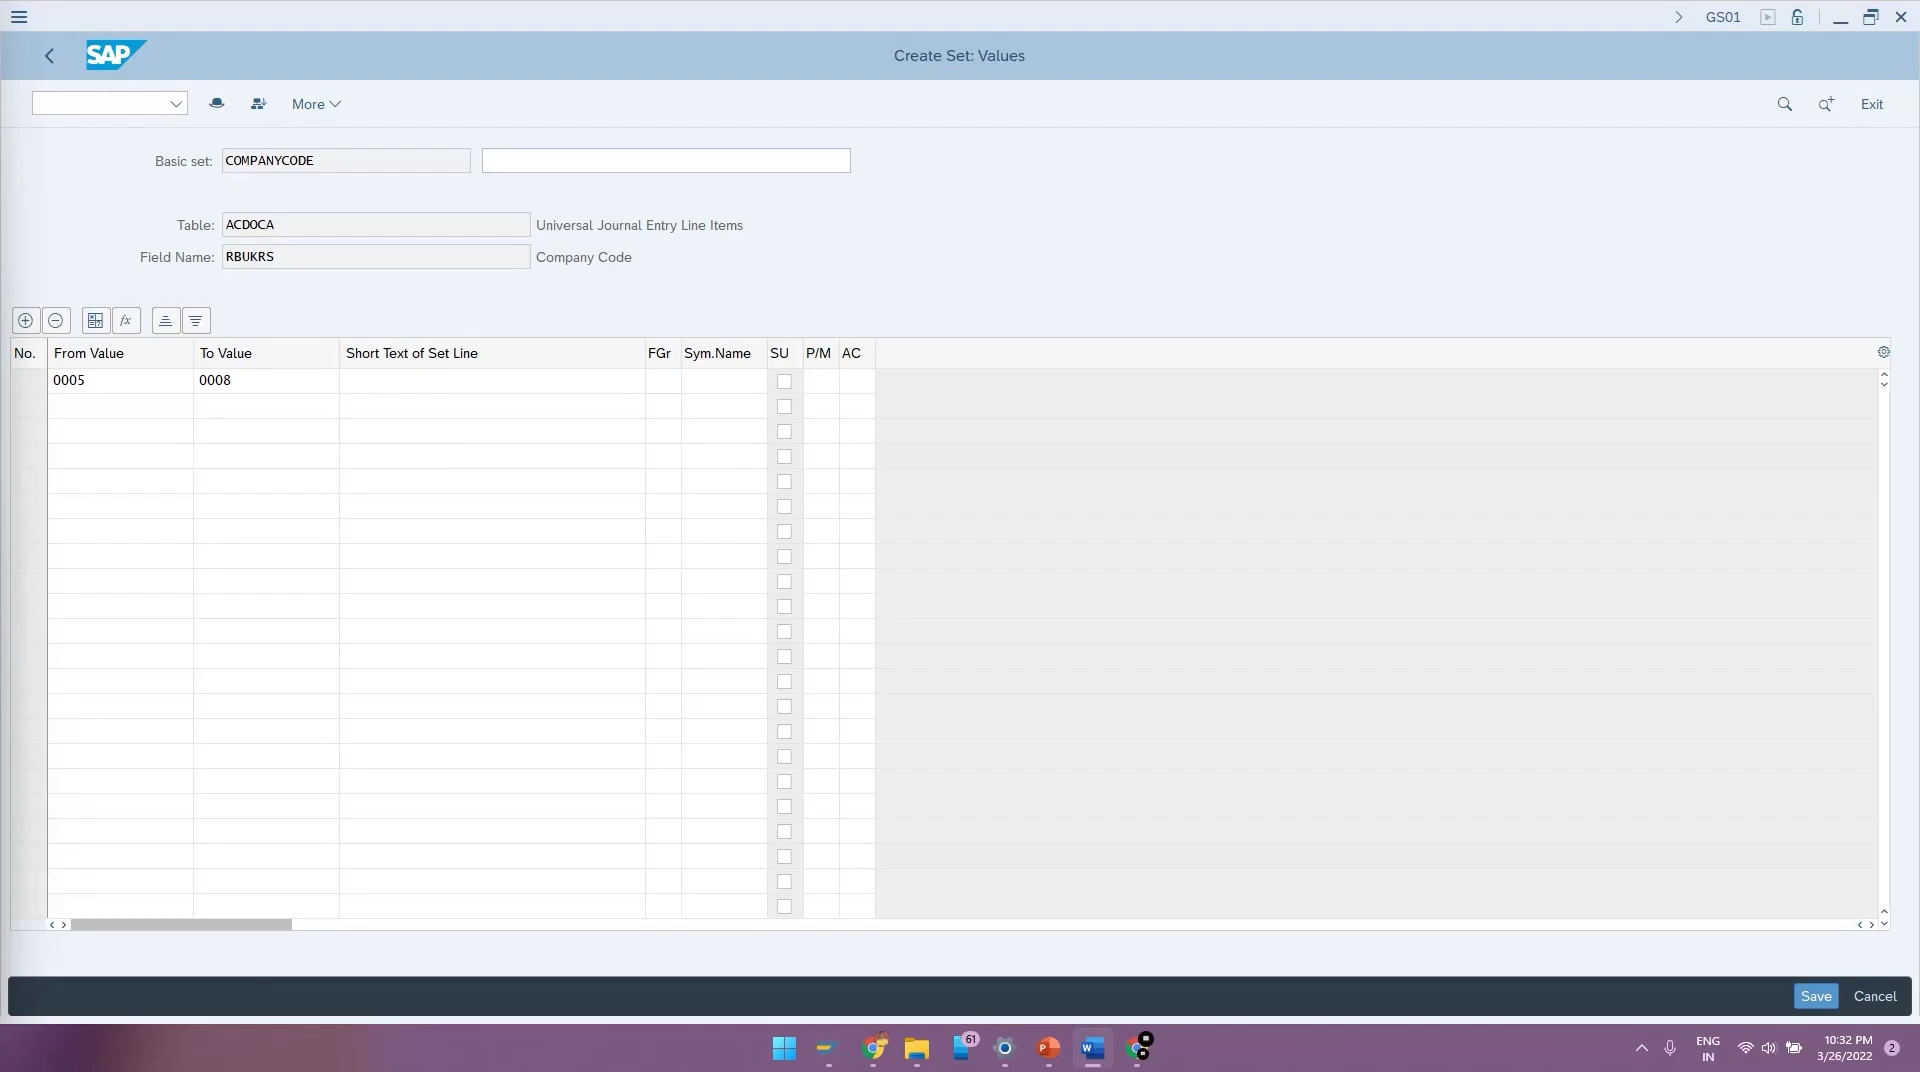 GS01
SAP
Create Set: Values
More
Exit
Basic set: COMPANYCODE
Table: ACDOCA Universal Journal Entry Line Items
Field Name: RBUKRS Company Code
fx
No. From Value To Value Short Text of Set Line FGr Sym.Name SU P/M AC
0005 0008
Save Cancel
61
P
W
ENG
IN
10:32 PM
3/26/2022
2